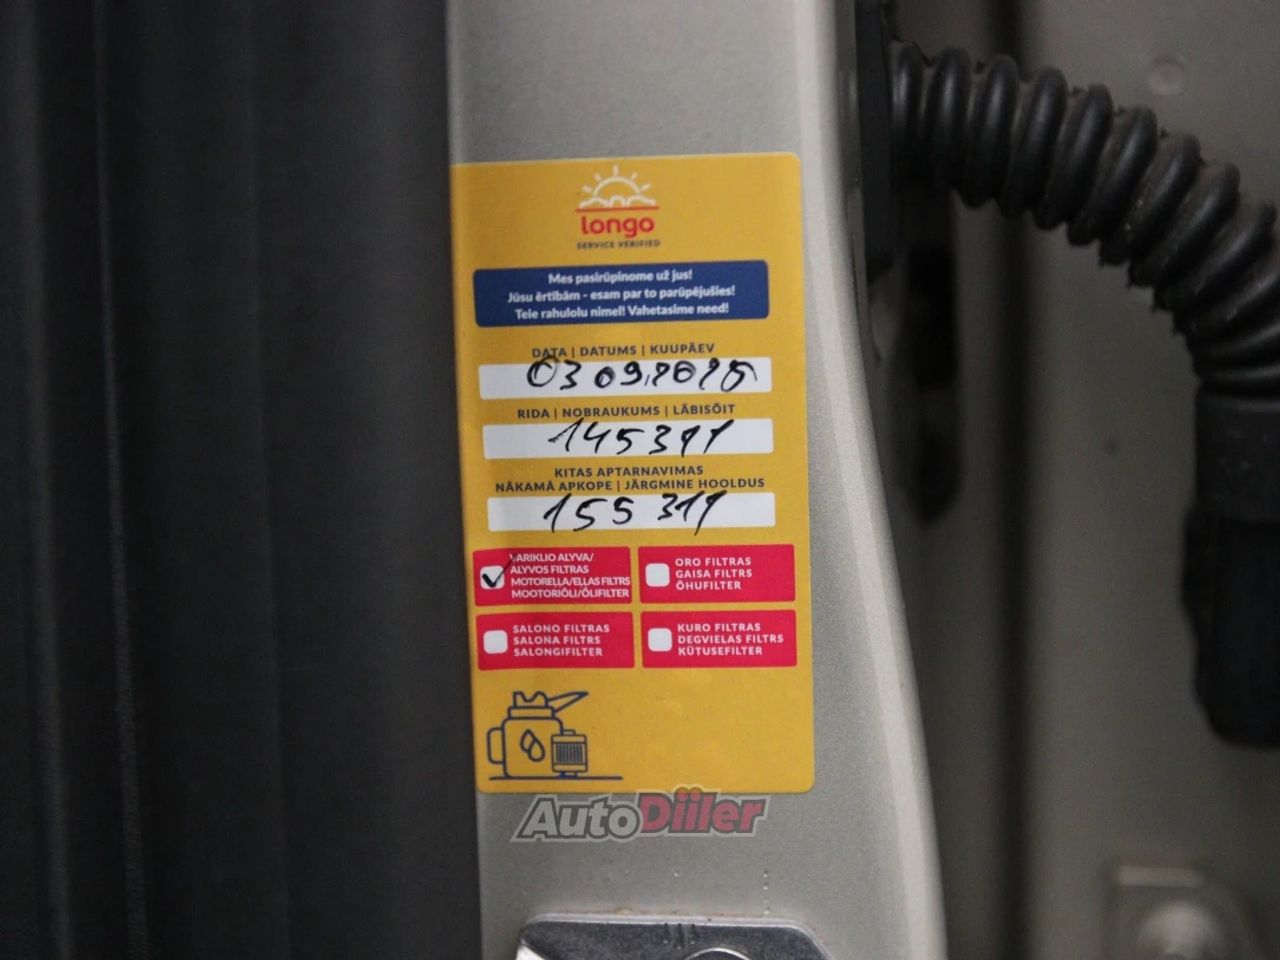 longo
SERVICE VERIFIED
Mes pasirūpinome už jus!
Jūsu ērtībām - esam par to parūpējušies!
Teie rahulolu nimel! Vahetasime need!
DATA | DATUMS | KUUPÄEV
03 09.2025
RIDA | NOBRAUKUMS | LÄBISÕIT
145311
KITAS APTARNAVIMAS
NĀKAMĀ APKOPE | JÄRGMINE HOOLDUS
155 311
VARIKLIO ALYVA/
ALYVOS FILTRAS
MOTOREĻĻA/EĻĻAS FILTRS
MOOTORIÕLI/ÕLIFILTER
ORO FILTRAS
GAISA FILTRS
ÕHUFILTER
SALONO FILTRAS
SALONA FILTRS
SALONGIFILTER
KURO FILTRAS
DEGVIELAS FILTRS
KÜTUSEFILTER
AutoDiiler